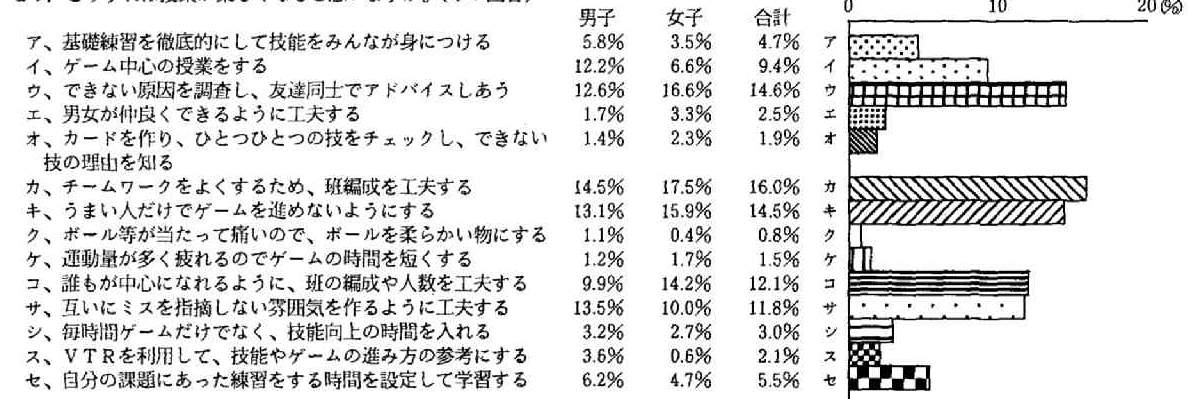 男子 女子 合計 0 10 20(%)
ア、基礎練習を徹底的にして技能をみんなが身につける 5.8% 3.5% 4.7% ア
イ、ゲーム中心の授業をする 12.2% 6.6% 9.4% イ
ウ、できない原因を調査し、友達同士でアドバイスしあう 12.6% 16.6% 14.6% ウ
エ、男女が仲良くできるように工夫する 1.7% 3.3% 2.5% エ
オ、カードを作り、ひとつひとつの技をチェックし、できない 1.4% 2.3% 1.9% オ
技の理由を知る
カ、チームワークをよくするため、班編成を工夫する 14.5% 17.5% 16.0% カ
キ、うまい人だけでゲームを進めないようにする 13.1% 15.9% 14.5% キ
ク、ボール等が当たって痛いので、ボールを柔らかい物にする 1.1% 0.4% 0.8% ク
ケ、運動量が多く疲れるのでゲームの時間を短くする 1.2% 1.7% 1.5% ケ
コ、誰もが中心になれるように、班の編成や人数を工夫する 9.9% 14.2% 12.1% コ
サ、互いにミスを指摘しない雰囲気を作るように工夫する 13.5% 10.0% 11.8% サ
シ、毎時間ゲームだけでなく、技能向上の時間を入れる 3.2% 2.7% 3.0% シ
ス、VTRを利用して、技能やゲームの進み方の参考にする 3.6% 0.6% 2.1% ス
セ、自分の課題にあった練習をする時間を設定して学習する 6.2% 4.7% 5.5% セ